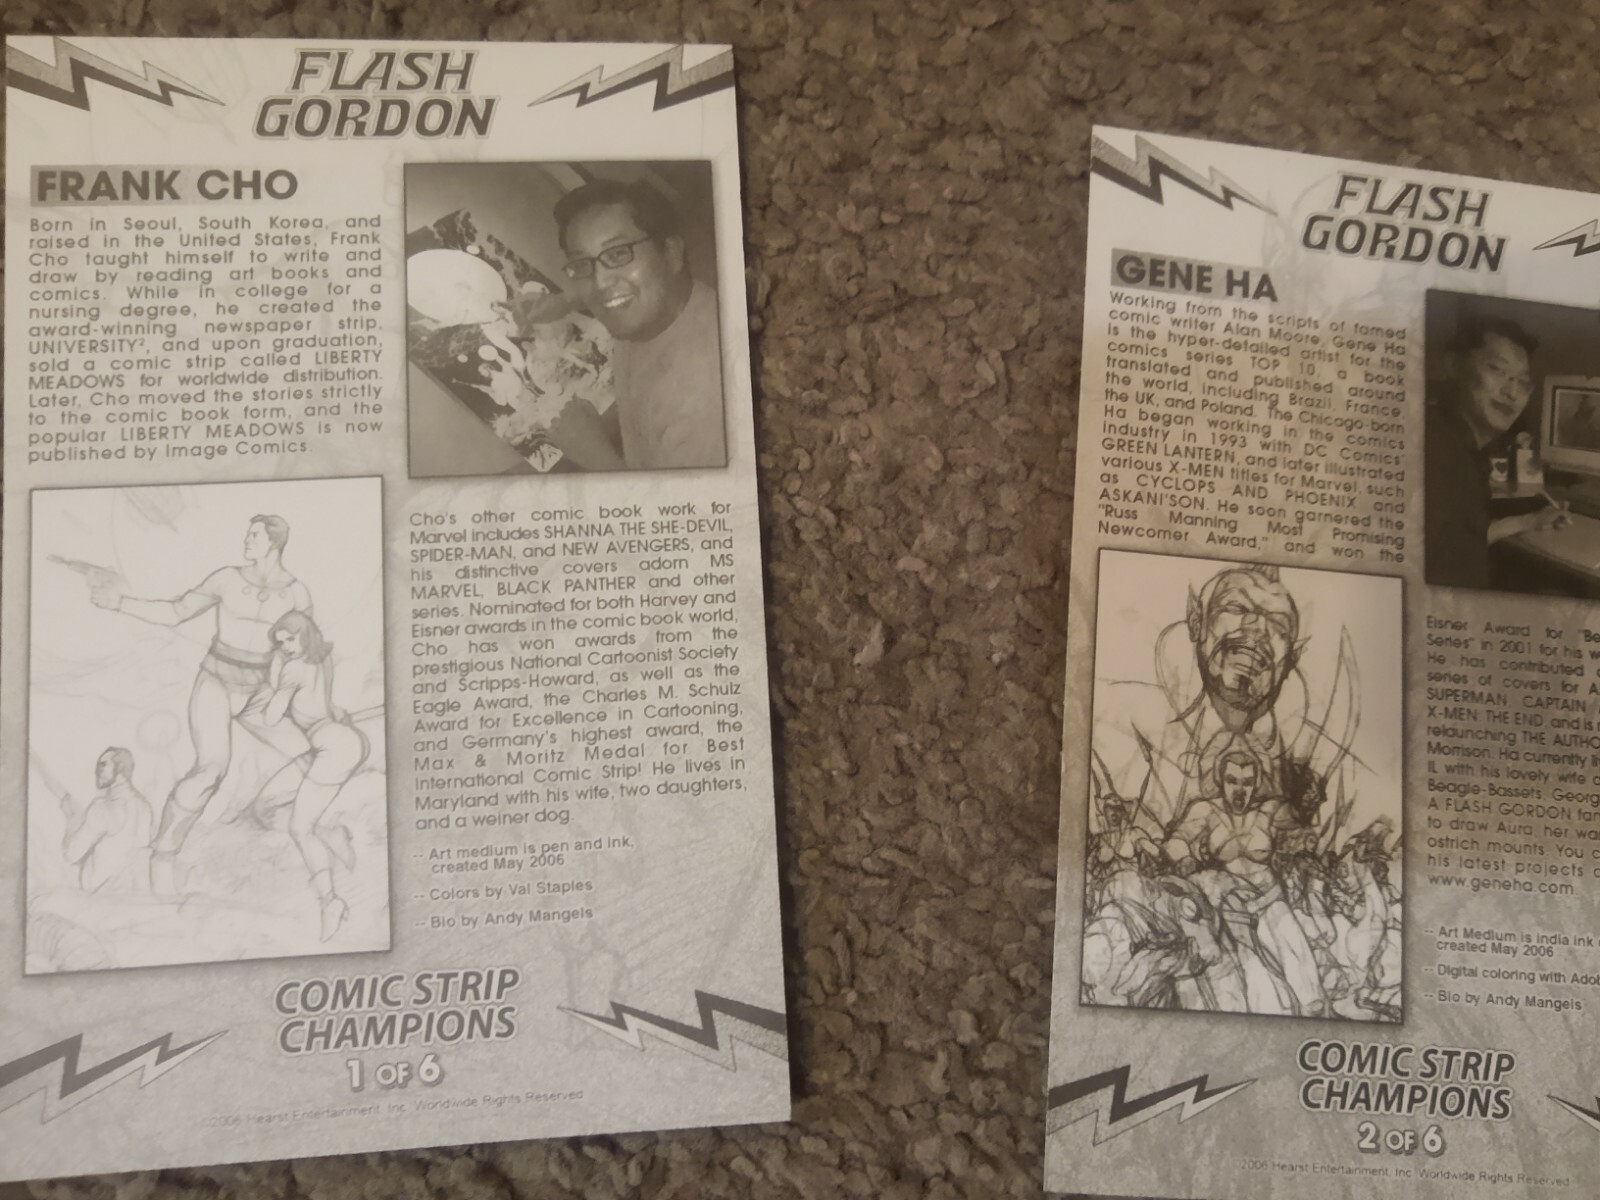 FLASH
GORDON
FRANK CHO
Born in Seoul, South Korea, and
raised in the United States, Frank
Cho taught himself to write and
draw by reading art books and
comics. While in college for a
nursing degree, he created the
award-winning newspaper strip,
UNIVERSITY², and upon graduation,
sold a comic strip called LIBERTY
MEADOWS for worldwide distribution.
Later, Cho moved the stories strictly
to the comic book form, and the
popular LIBERTY MEADOWS is now
published by Image Comics.
Cho's other comic book work for
Marvel includes SHANNA THE SHE-DEVIL,
SPIDER-MAN, and NEW AVENGERS, and
his distinctive covers adorn MS
MARVEL, BLACK PANTHER and other
series. Nominated for both Harvey and
Eisner awards in the comic book world,
Cho has won awards from the
prestigious National Cartoonist Society
and Scripps-Howard, as well as the
Eagle Award, the Charles M. Schulz
Award for Excellence in Cartooning,
and Germany's highest award, the
Max & Moritz Medal for Best
International Comic Strip! He lives in
Maryland with his wife, two daughters,
and a weiner dog.
-- Art medium is pen and ink,
created May 2006
-- Colors by Val Staples
-- Bio by Andy Mangels
COMIC STRIP
CHAMPIONS
1 OF 6
©2006 Hearst Entertainment, Inc. Worldwide Rights Reserved
FLASH
GORDON
GENE HA
Working from the scripts of famed
comic writer Alan Moore, Gene Ha
is the hyper-detailed artist for the
comics series TOP 10, a book
translated and published around
the world, including Brazil, France,
the UK, and Poland. The Chicago-born
Ha began working in the comics
industry in 1993 with DC Comics'
GREEN LANTERN, and later illustrated
various X-MEN titles for Marvel, such
as CYCLOPS AND PHOENIX and
ASKANI'SON. He soon garnered the
"Russ Manning Most Promising
Newcomer Award," and won the
Eisner Award for "Be
Series" in 2001 for his w
He has contributed
series of covers for A
SUPERMAN, CAPTAIN
X-MEN: THE END, and is
relaunching THE AUTHO
Morrison. Ha currently li
IL with his lovely wife
Beagle-Bassets, Georg
A FLASH GORDON fan
to draw Aura, her wa
ostrich mounts. You c
his latest projects
www.geneha.com.
-- Art Medium is india ink
created May 2006
-- Digital coloring with Adob
-- Bio by Andy Mangels
COMIC STRIP
CHAMPIONS
2 OF 6
©2006 Hearst Entertainment, Inc. Worldwide Rights Reserved